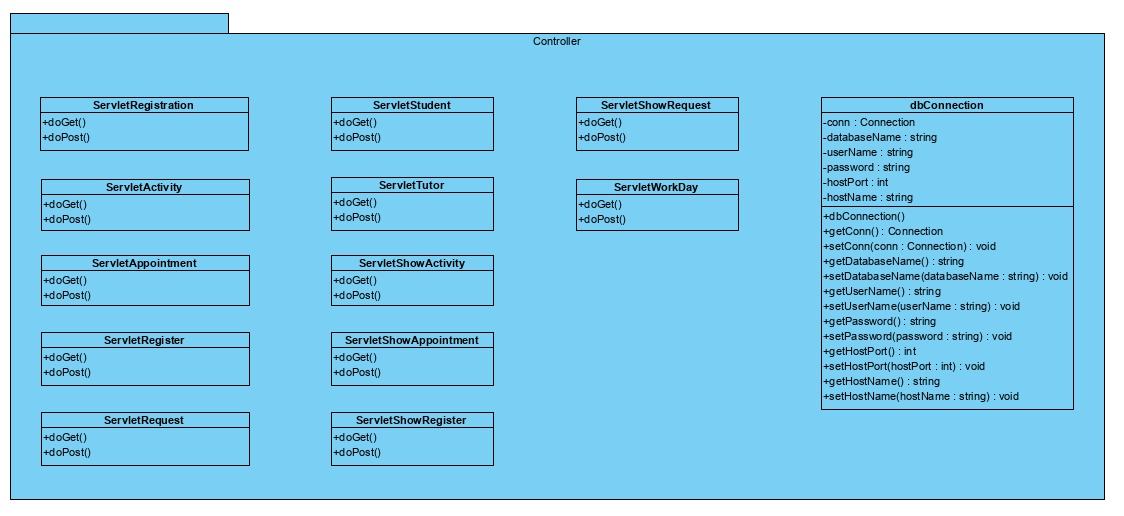 Controller
ServletRegistration
+doGet()
+doPost()
ServletActivity
+doGet()
+doPost()
ServletAppointment
+doGet()
+doPost()
ServletRegister
+doGet()
+doPost()
ServletRequest
+doGet()
+doPost()
ServletStudent
+doGet()
+doPost()
ServletTutor
+doGet()
+doPost()
ServletShowActivity
+doGet()
+doPost()
ServletShowAppointment
+doGet()
+doPost()
ServletShowRegister
+doGet()
+doPost()
ServletShowRequest
+doGet()
+doPost()
ServletWorkDay
+doGet()
+doPost()
dbConnection
-conn : Connection
-databaseName : string
-userName : string
-password : string
-hostPort : int
-hostName : string
+dbConnection()
+getConn() : Connection
+setConn(conn : Connection) : void
+getDatabaseName() : string
+setDatabaseName(databaseName : string) : void
+getUserName() : string
+setUserName(userName : string) : void
+getPassword() : string
+setPassword(password : string) : void
+getHostPort() : int
+setHostPort(hostPort : int) : void
+getHostName() : string
+setHostName(hostName : string) : void